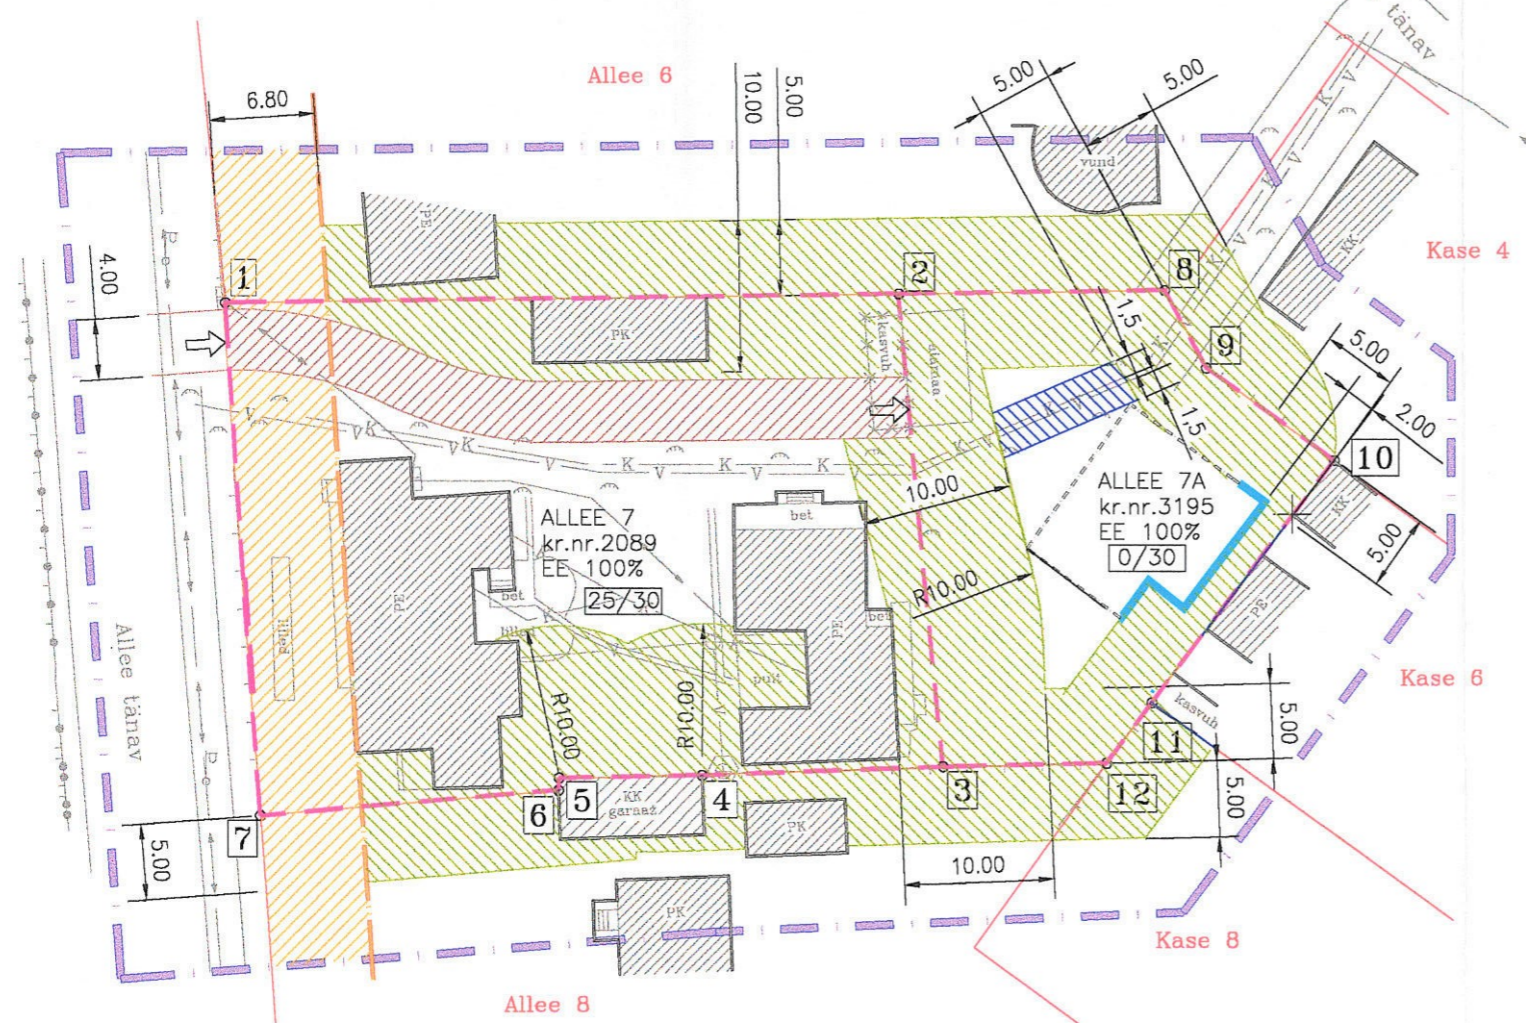 tänav
Allee 6
5.00
5.00
6.80
10.00
5.00
vund
KK
Kase 4
PE
P
4.00
1
2
8
1,5
9
5.00
PK
kasvuh
alamaa
2.00
V
K
V
K
V
K
V
K
V
K
V
K
K
V
K
V
K
V
10
1,5
10.00
ALLEE 7A
kr.nr.3195
EE 100%
0/30
KK
5.00
bet
ALLEE 7
kr.nr.2089
EE 100%
25/30
bet
PE
R10.00
PE
bet
PE
K
V
Allee tänav
puit
R10.00
R10.00
Kase 6
kasvuh
5.00
11
P
3
12
5
4
6
KK
garaaž
7
PK
5.00
5.00
10.00
PK
Kase 8
Allee 8